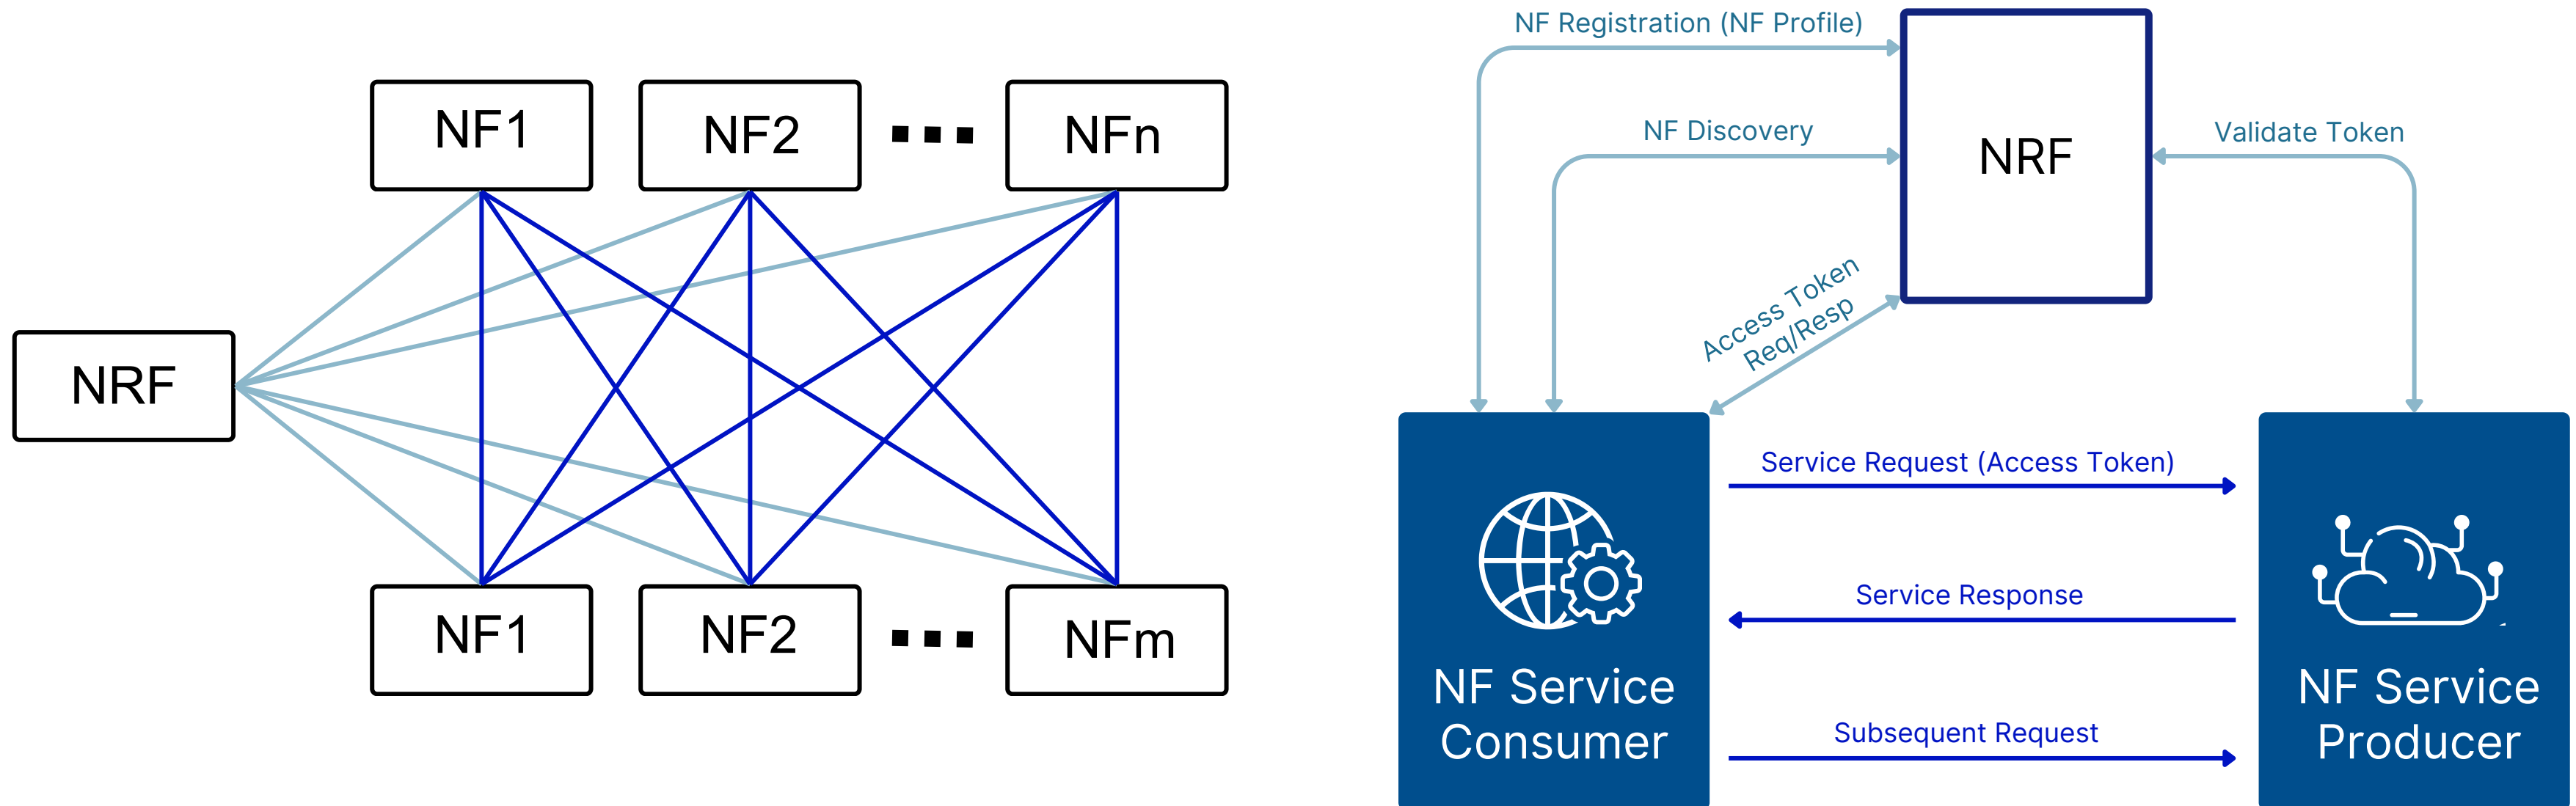 NF1
NF2
NFn
NRF
NF1
NF2
NFm
NF Registration (NF Profile)
NF Discovery
NRF
Validate Token
Access Token
Req/Resp
Service Request (Access Token)
Service Response
Subsequent Request
NF Service
Consumer
NF Service
Producer